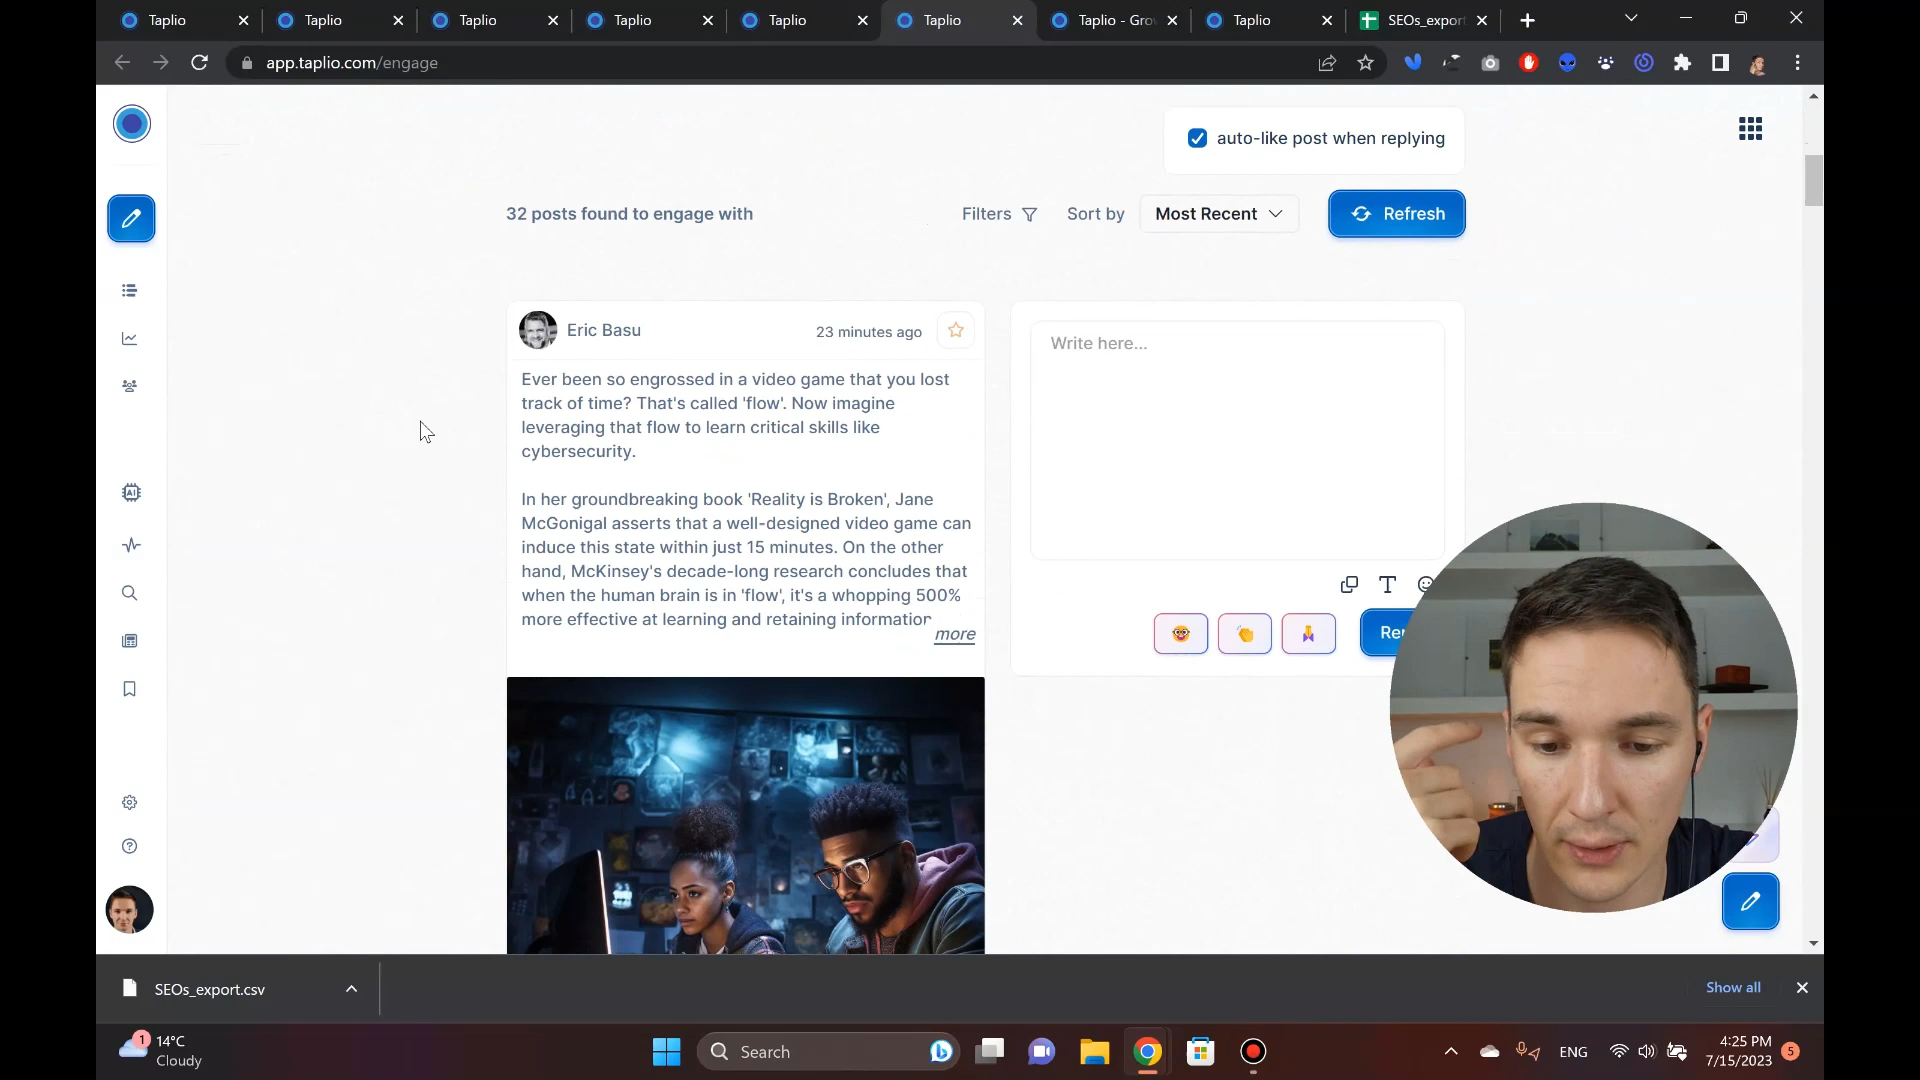 Taplio
Taplio
Taplio
Taplio
Taplio
Taplio
Taplio - Gro
Taplio
SEOs_export
app.taplio.com/engage
auto-like post when replying
32 posts found to engage with
Filters
Sort by
Most Recent
Refresh
Eric Basu
23 minutes ago
Write here...
Ever been so engrossed in a video game that you lost
track of time? That's called 'flow'. Now imagine
leveraging that flow to learn critical skills like
cybersecurity.
In her groundbreaking book 'Reality is Broken', Jane
McGonigal asserts that a well-designed video game can
induce this state within just 15 minutes. On the other
hand, McKinsey's decade-long research concludes that
when the human brain is in 'flow', it's a whopping 500%
more effective at learning and retaining information
more
AI
SEOs_export.csv
Show all
1
14°C
Cloudy
Search
ENG
4:25 PM
7/15/2023
5